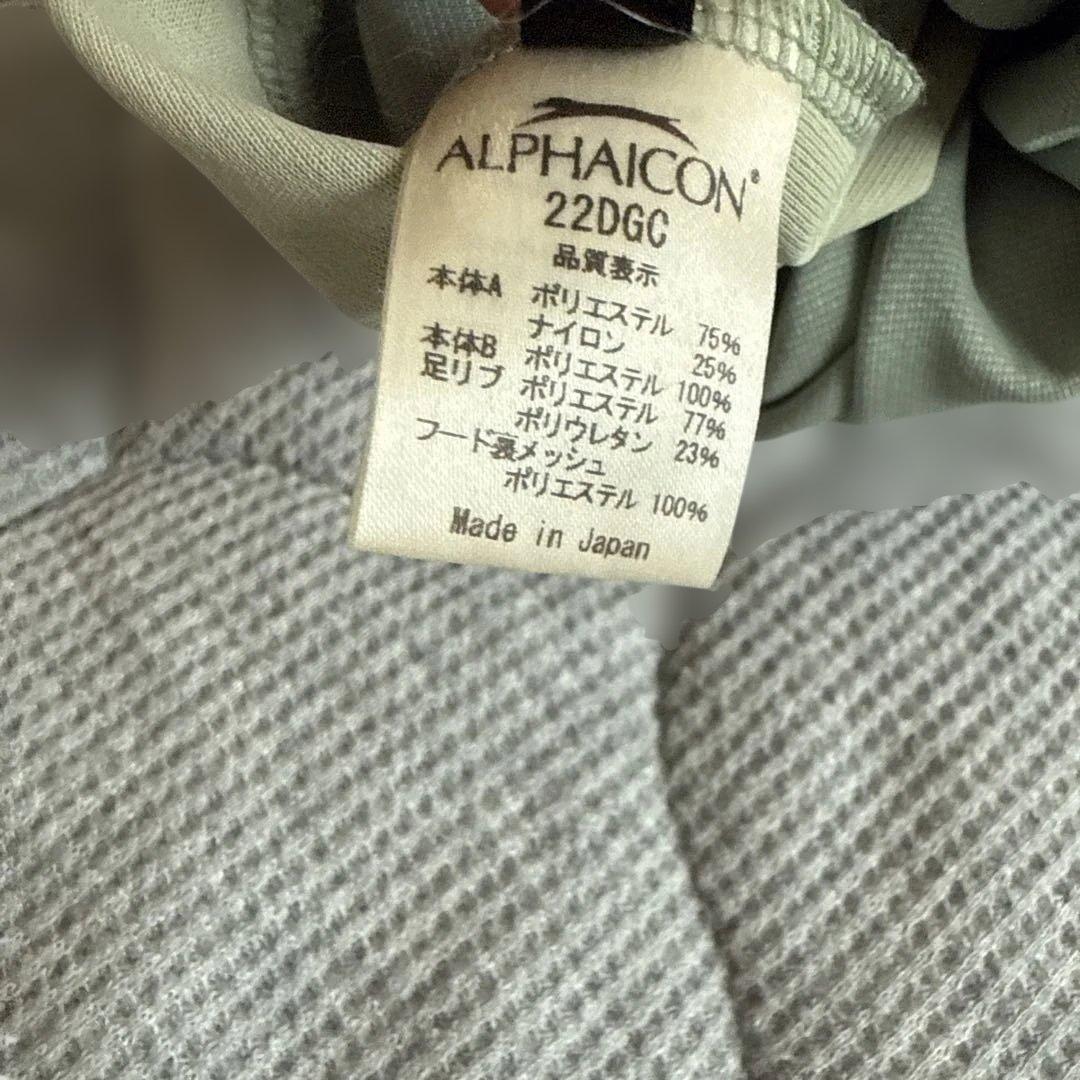 ALPHAICON®
22DGC
品質表示
本体A ポリエステル 75%
ナイロン 25%
本体B ポリエステル 100%
足リブ ポリエステル 77%
ポリウレタン 23%
フード裏メッシュ
ポリエステル 100%
Made in Japan